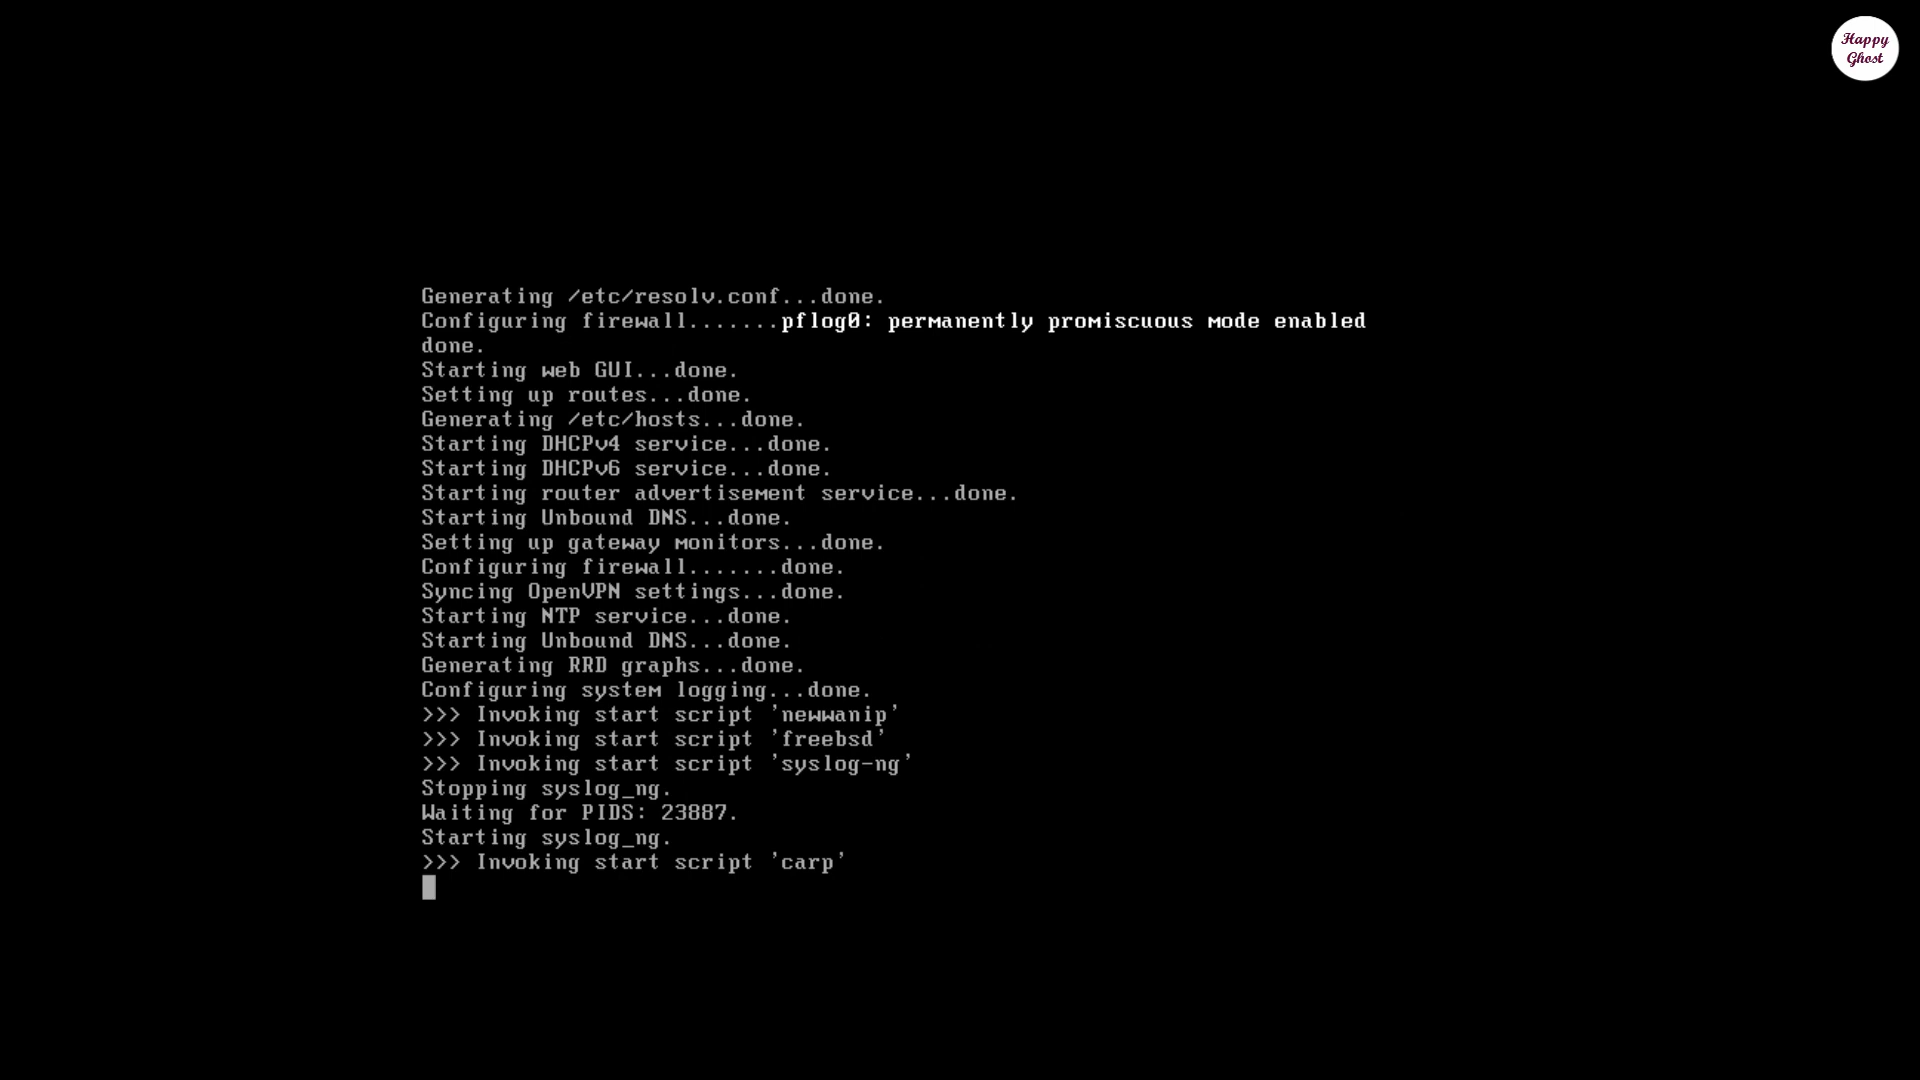 Happy
Ghost
Generating /etc/resolv.conf...done.
Configuring firewall.......pflog0: permanently promiscuous mode enabled
done.
Starting web GUI...done.
Setting up routes...done.
Generating /etc/hosts...done.
Starting DHCPv4 service...done.
Starting DHCPv6 service...done.
Starting router advertisement service...done.
Starting Unbound DNS...done.
Setting up gateway monitors...done.
Configuring firewall.......done.
Syncing OpenVPN settings...done.
Starting NTP service...done.
Starting Unbound DNS...done.
Generating RRD graphs...done.
Configuring system logging...done.
>>> Invoking start script 'newwanip'
>>> Invoking start script 'freebsd'
>>> Invoking start script 'syslog-ng'
Stopping syslog_ng.
Waiting for PIDS: 23887.
Starting syslog_ng.
>>> Invoking start script 'carp'